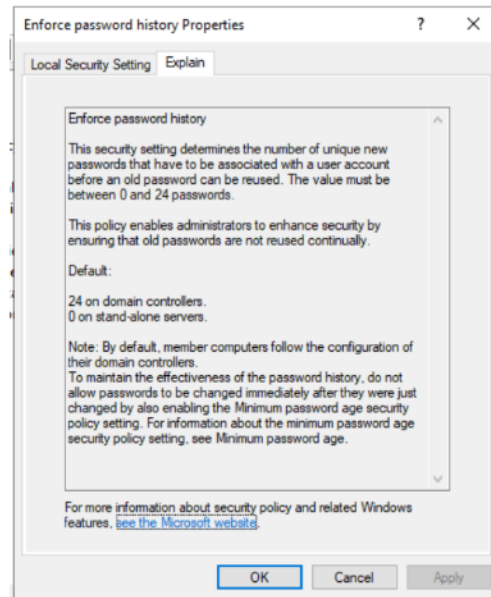 Enforce password history Properties
?
Local Security Setting
Explain
Enforce password history
This security setting determines the number of unique new
passwords that have to be associated with a user account
before an old password can be reused. The value must be
between 0 and 24 passwords.
This policy enables administrators to enhance security by
ensuring that old passwords are not reused continually.
Default:
24 on domain controllers.
0 on stand-alone servers.
Note: By default, member computers follow the configuration of
their domain controllers.
To maintain the effectiveness of the password history, do not
allow passwords to be changed immediately after they were just
changed by also enabling the Minimum password age security
policy setting. For information about the minimum password age
security policy setting, see Minimum password age.
For more information about security policy and related Windows
features, see the Microsoft website.
OK
Cancel
Apply